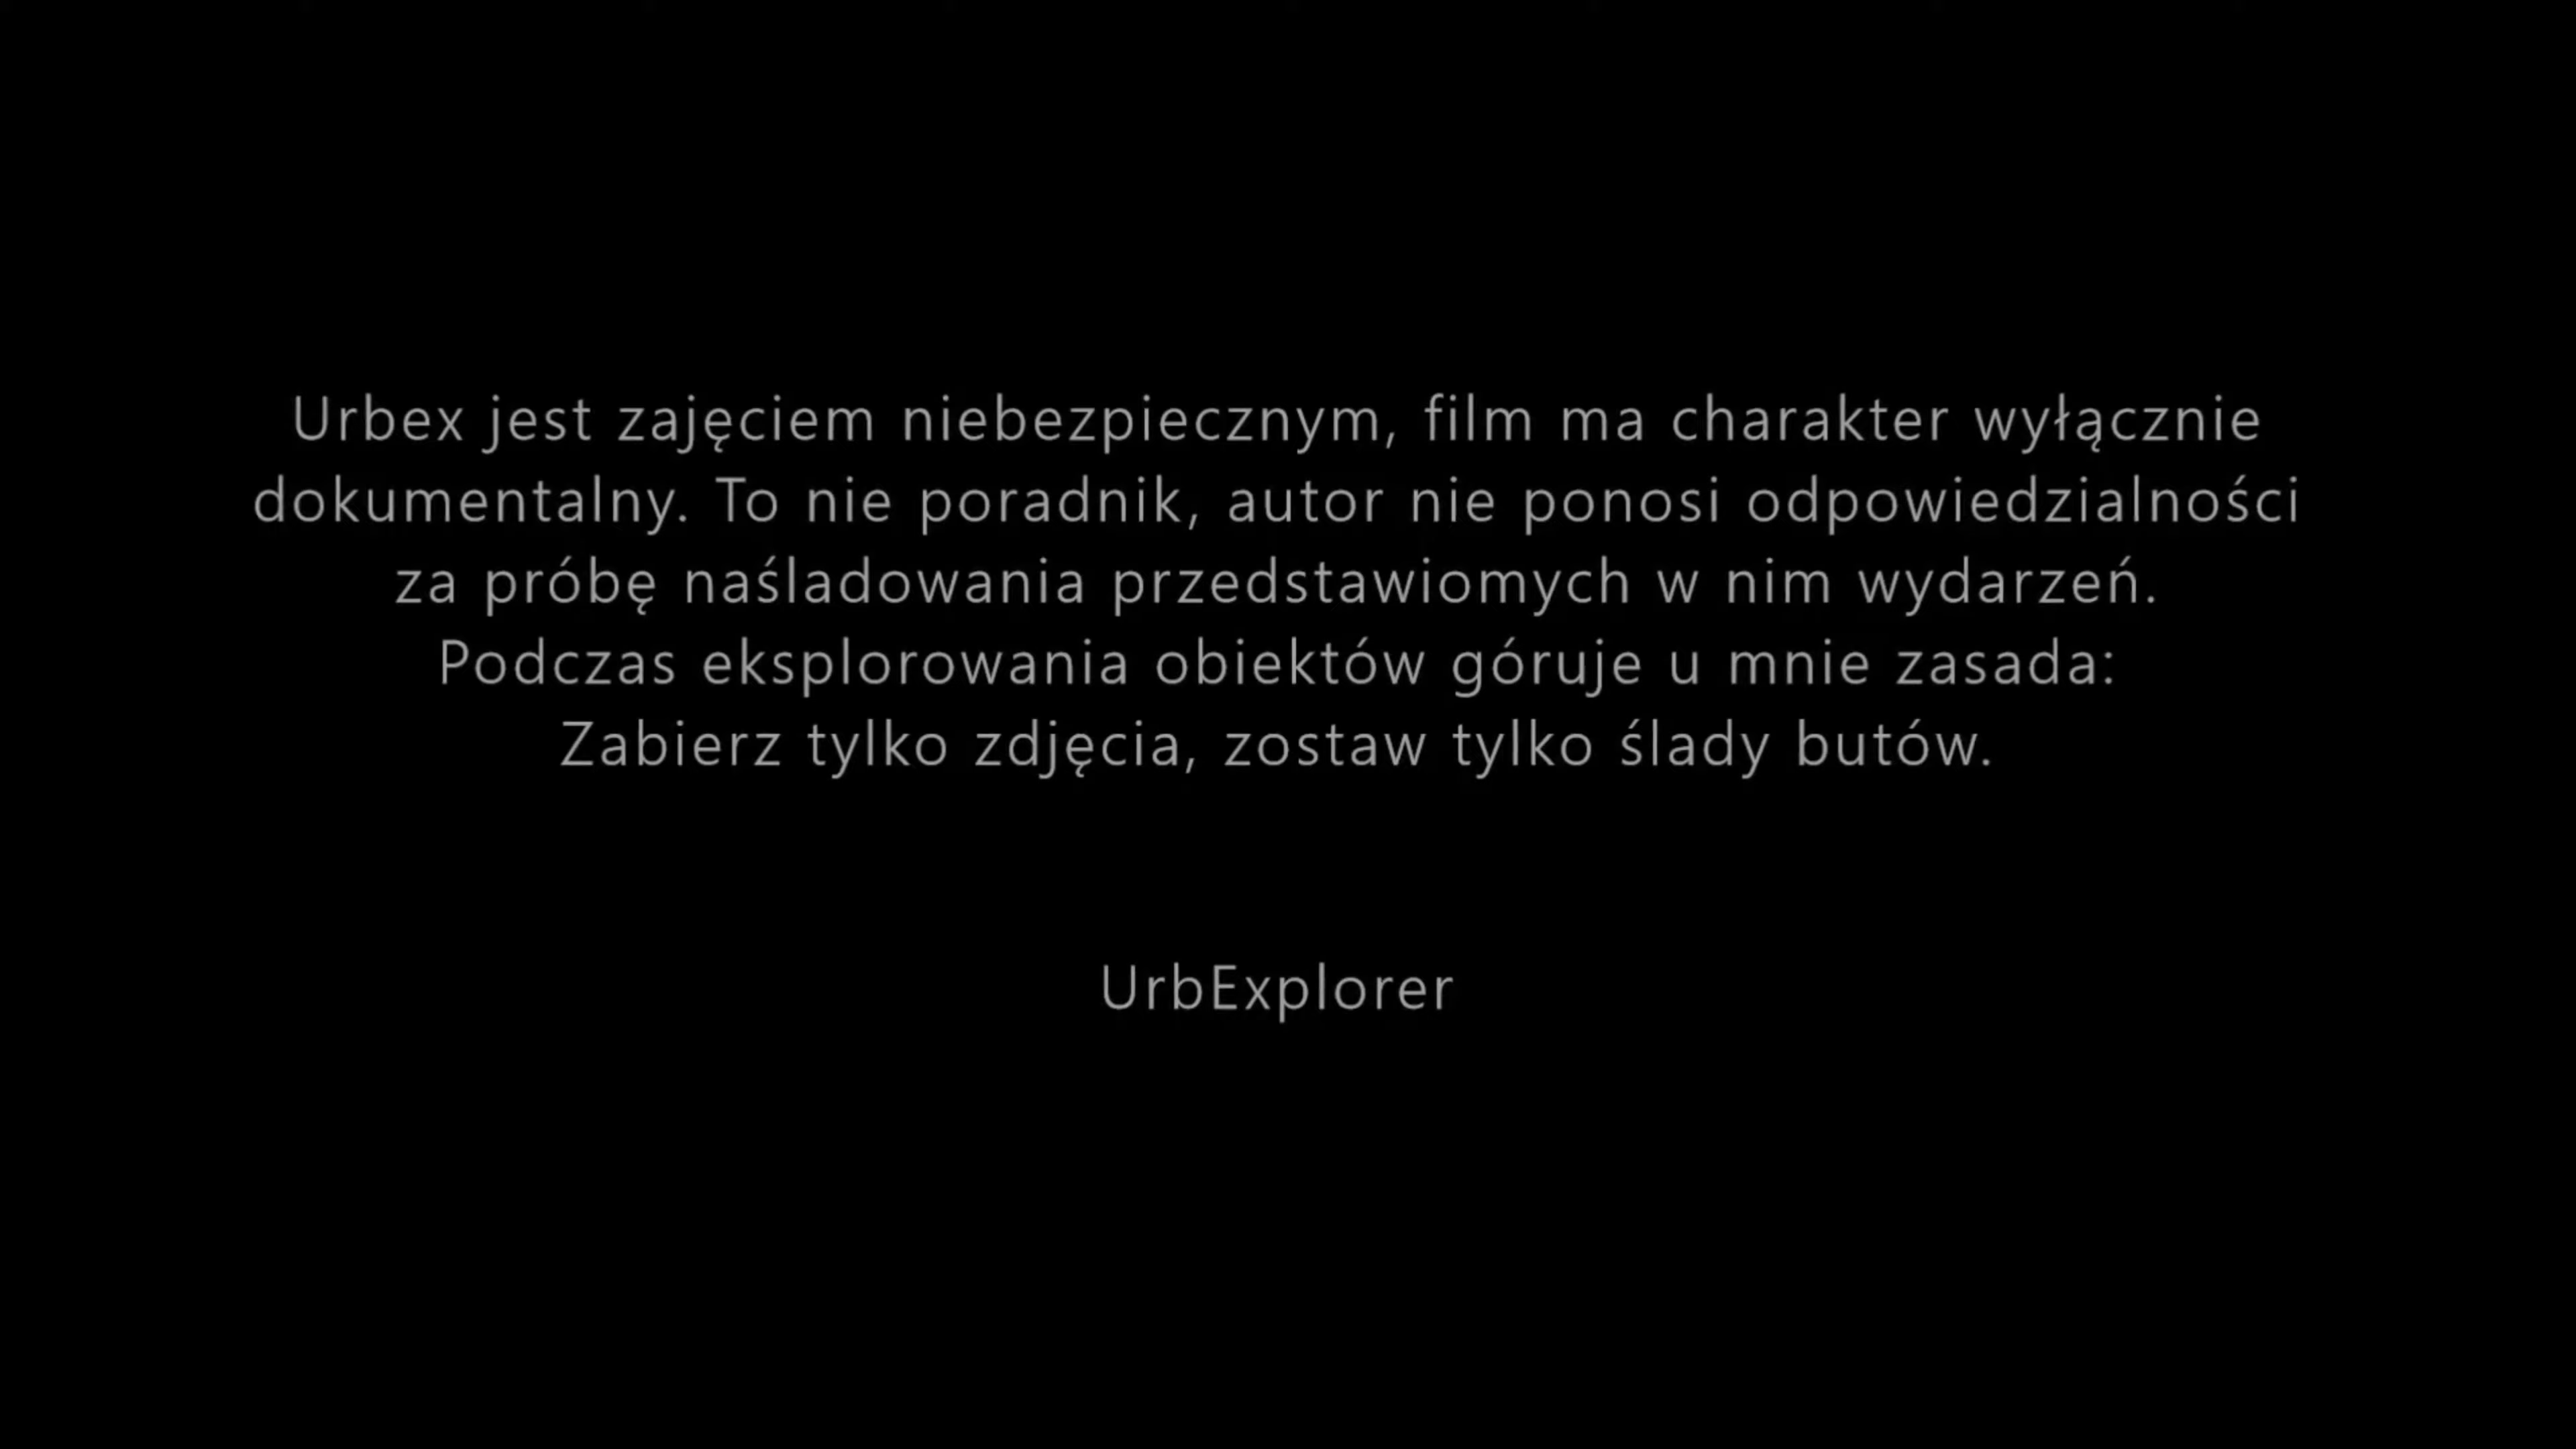 Urbex jest zajęciem niebezpiecznym, film ma charakter wyłącznie
dokumentalny. To nie poradnik, autor nie ponosi odpowiedzialności
za próbę naśladowania przedstawiomych w nim wydarzeń.
Podczas eksplorowania obiektów góruje u mnie zasada:
Zabierz tylko zdjęcia, zostaw tylko ślady butów.
UrbExplorer